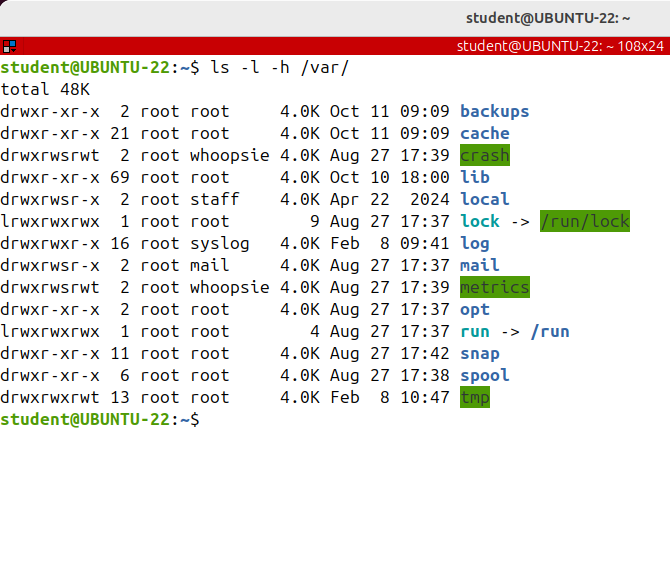 student@UBUNTU-22: ~
student@UBUNTU-22: ~ 108x24
student@UBUNTU-22:~$ ls -l -h /var/
total 48K
drwxr-xr-x  2 root root     4.0K Oct 11 09:09 backups
drwxr-xr-x 21 root root     4.0K Oct 11 09:09 cache
drwxrwsrwt  2 root whoopsie 4.0K Aug 27 17:39 crash
drwxr-xr-x 69 root root     4.0K Oct 10 18:00 lib
drwxrwsr-x  2 root staff    4.0K Apr 22  2024 local
lrwxrwxrwx  1 root root        9 Aug 27 17:37 lock -> /run/lock
drwxrwxr-x 16 root syslog   4.0K Feb  8 09:41 log
drwxrwsr-x  2 root mail     4.0K Aug 27 17:37 mail
drwxrwsrwt  2 root whoopsie 4.0K Aug 27 17:39 metrics
drwxr-xr-x  2 root root     4.0K Aug 27 17:37 opt
lrwxrwxrwx  1 root root        4 Aug 27 17:37 run -> /run
drwxr-xr-x 11 root root     4.0K Aug 27 17:42 snap
drwxr-xr-x  6 root root     4.0K Aug 27 17:38 spool
drwxrwxrwt 13 root root     4.0K Feb  8 10:47 tmp
student@UBUNTU-22:~$